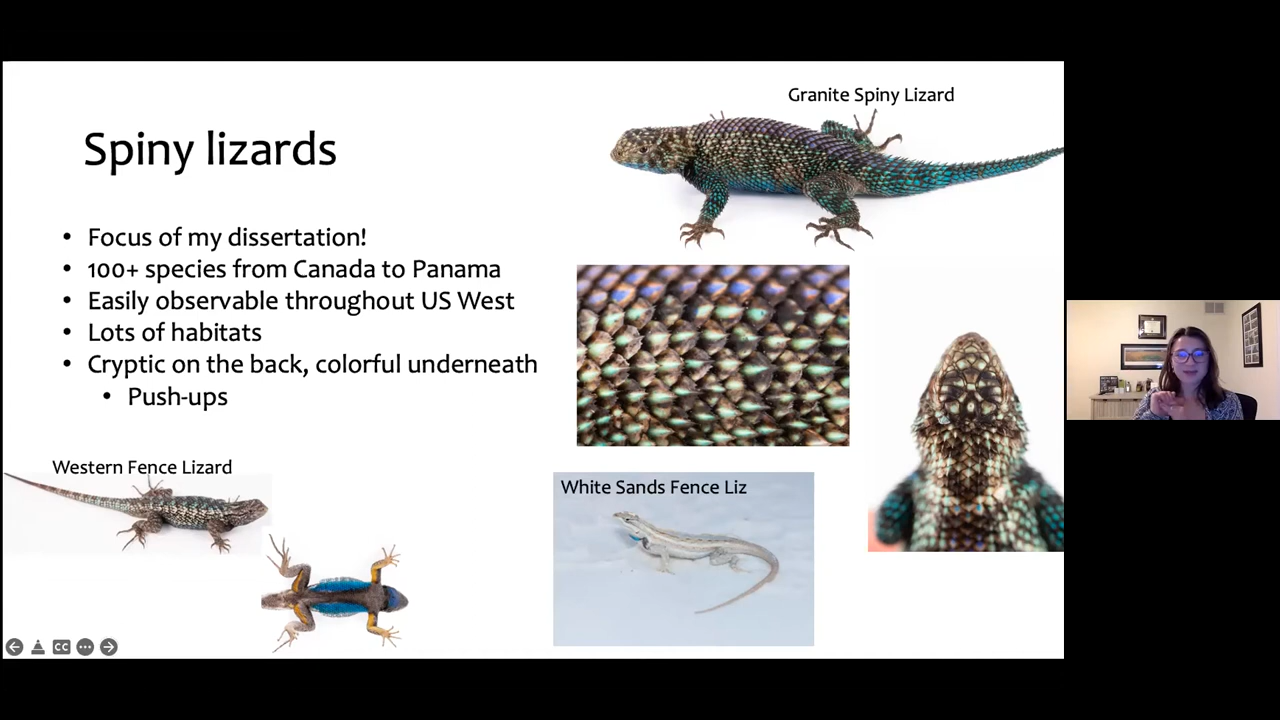 Granite Spiny Lizard
Spiny lizards
• Focus of my dissertation!
• 100+ species from Canada to Panama
• Easily observable throughout US West
• Lots of habitats
• Cryptic on the back, colorful underneath
• Push-ups
Western Fence Lizard
White Sands Fence Liz
CC